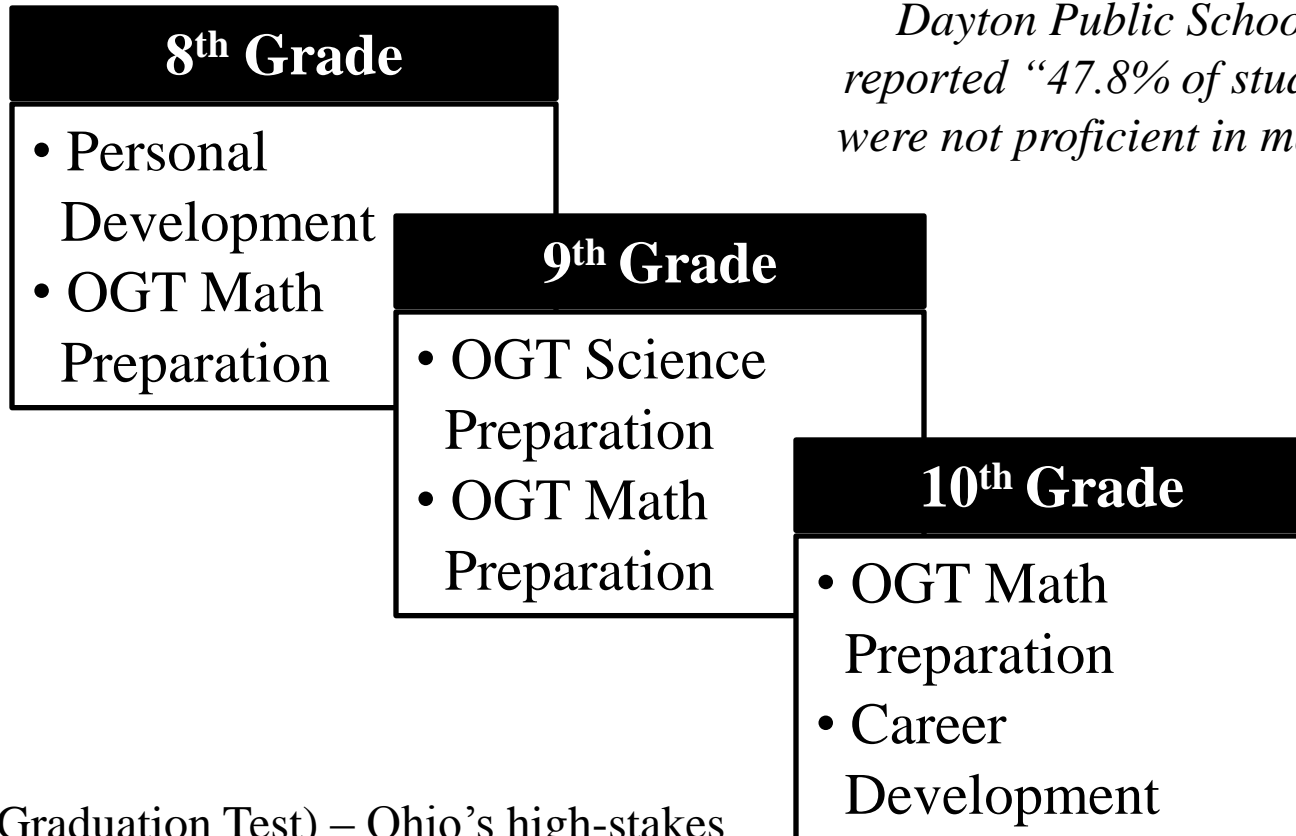 8th Grade
• Personal
Development
• OGT Math
Preparation
Dayton Public Schoo
reported “47.8% of stud
were not proficient in m
9th Grade
• OGT Science
Preparation
• OGT Math
Preparation
10th Grade
• OGT Math
Preparation
• Career
Development
Graduation Test) – Ohio’s high-stakes